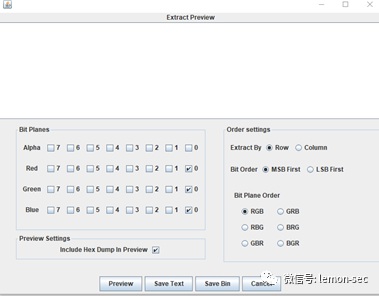 Extract Preview
Bit Planes
Alpha 7 6 5 4 3 2 1 0
Red 7 6 5 4 3 2 1 0
Green 7 6 5 4 3 2 1 0
Blue 7 6 5 4 3 2 1 0
Preview Settings
Include Hex Dump In Preview
Order settings
Extract By Row Column
Bit Order MSB First LSB First
Bit Plane Order
RGB GRB
RBG BRG
GBR BGR
Preview Save Text Save Bin Cancel
微信号: lemon-sec